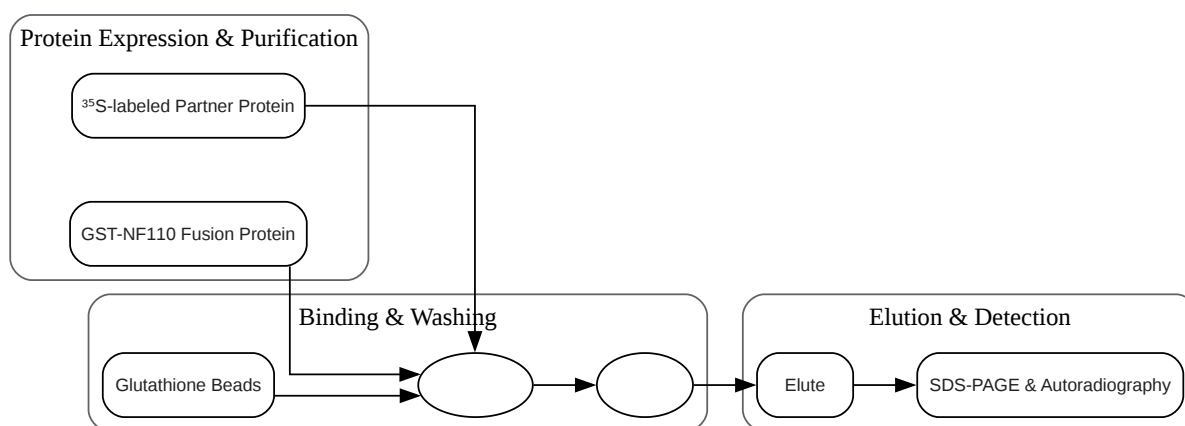 Protein Expression & Purification
³⁵S-labeled Partner Protein
GST-NF110 Fusion Protein
Binding & Washing
Elution & Detection
Glutathione Beads
Elute
SDS-PAGE & Autoradiography